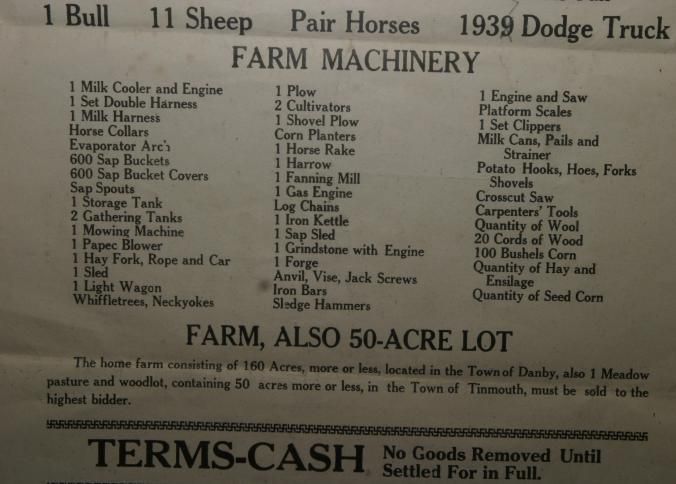 1 Bull 11 Sheep Pair Horses 1939 Dodge Truck
FARM MACHINERY
1 Milk Cooler and Engine
1 Set Double Harness
1 Milk Harness
Horse Collars
Evaporator Arch
600 Sap Buckets
600 Sap Bucket Covers
Sap Spouts
1 Storage Tank
2 Gathering Tanks
1 Mowing Machine
1 Papec Blower
1 Hay Fork, Rope and Car
1 Sled
1 Light Wagon
Whiffletrees, Neckyokes
1 Plow
2 Cultivators
1 Shovel Plow
Corn Planters
1 Horse Rake
1 Harrow
1 Fanning Mill
1 Gas Engine
Log Chains
1 Iron Kettle
1 Sap Sled
1 Grindstone with Engine
1 Forge
Anvil, Vise, Jack Screws
Iron Bars
Sledge Hammers
1 Engine and Saw
Platform Scales
1 Set Clippers
Milk Cans, Pails and
Strainer
Potato Hooks, Hoes, Forks
Shovels
Crosscut Saw
Carpenters' Tools
Quantity of Wool
20 Cords of Wood
100 Bushels Corn
Quantity of Hay and
Ensilage
Quantity of Seed Corn
FARM, ALSO 50-ACRE LOT
The home farm consisting of 160 Acres, more or less, located in the Town of Danby, also 1 Meadow
pasture and woodlot, containing 50 acres more or less, in the Town of Tinmouth, must be sold to the
highest bidder.
TERMS-CASH No Goods Removed Until
Settled For in Full.